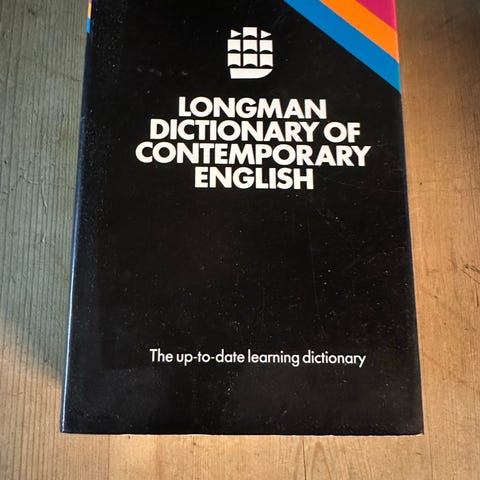 LONGMAN
DICTIONARY OF
CONTEMPORARY
ENGLISH
The up-to-date learning dictionary